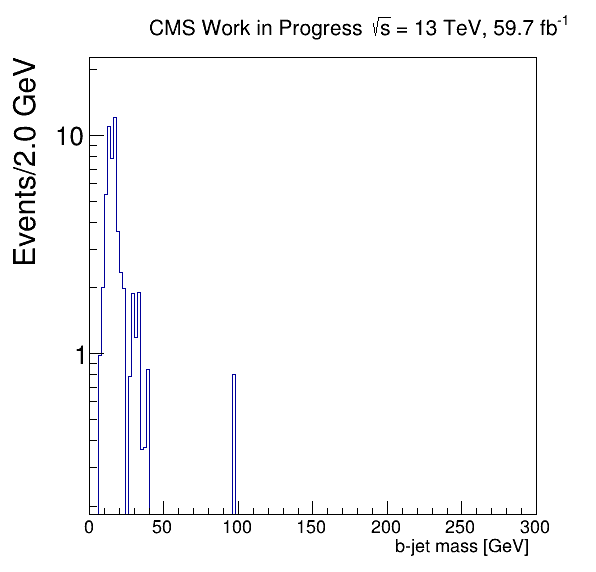 CMS Work in Progress √s = 13 TeV, 59.7 fb⁻¹
Events/2.0 GeV
10
1
0 50 100 150 200 250 300
b-jet mass [GeV]